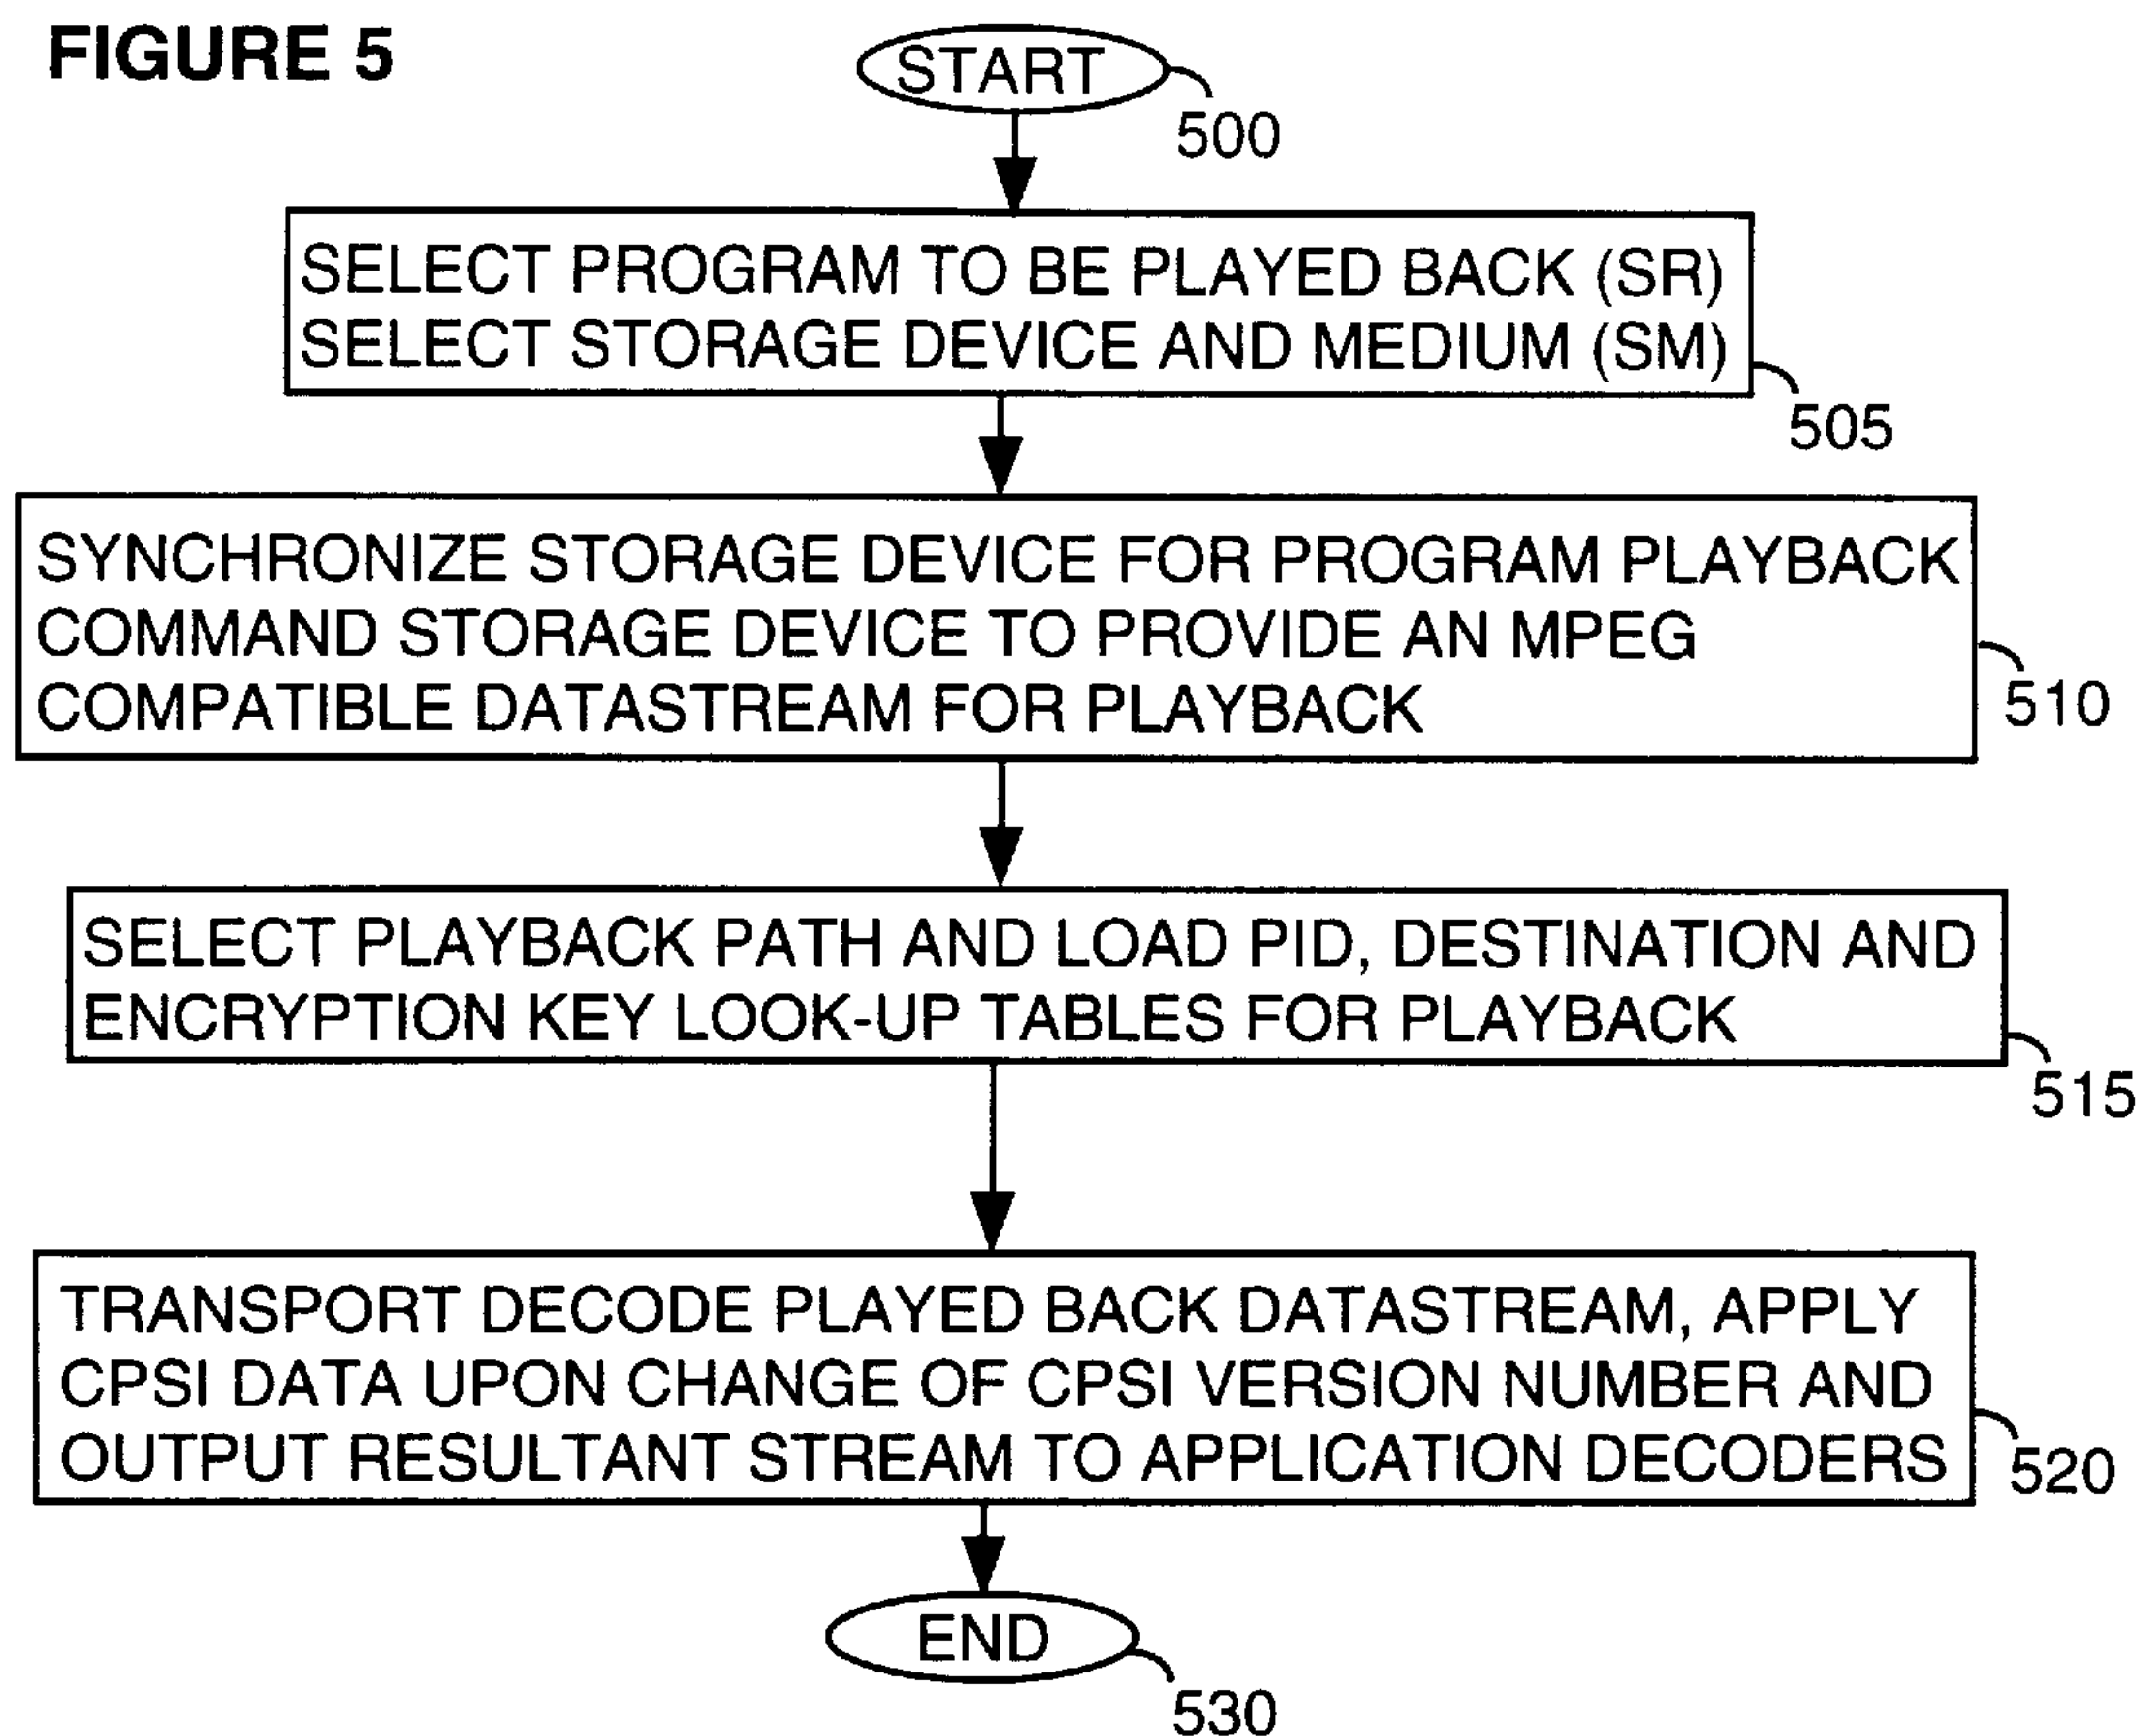 FIGURE 5
START
500
SELECT PROGRAM TO BE PLAYED BACK (SR)
SELECT STORAGE DEVICE AND MEDIUM (SM)
505
SYNCHRONIZE STORAGE DEVICE FOR PROGRAM PLAYBACK
COMMAND STORAGE DEVICE TO PROVIDE AN MPEG
COMPATIBLE DATASTREAM FOR PLAYBACK
510
SELECT PLAYBACK PATH AND LOAD PID, DESTINATION AND
ENCRYPTION KEY LOOK-UP TABLES FOR PLAYBACK
515
TRANSPORT DECODE PLAYED BACK DATASTREAM, APPLY
CPSI DATA UPON CHANGE OF CPSI VERSION NUMBER AND
OUTPUT RESULTANT STREAM TO APPLICATION DECODERS
520
END
530